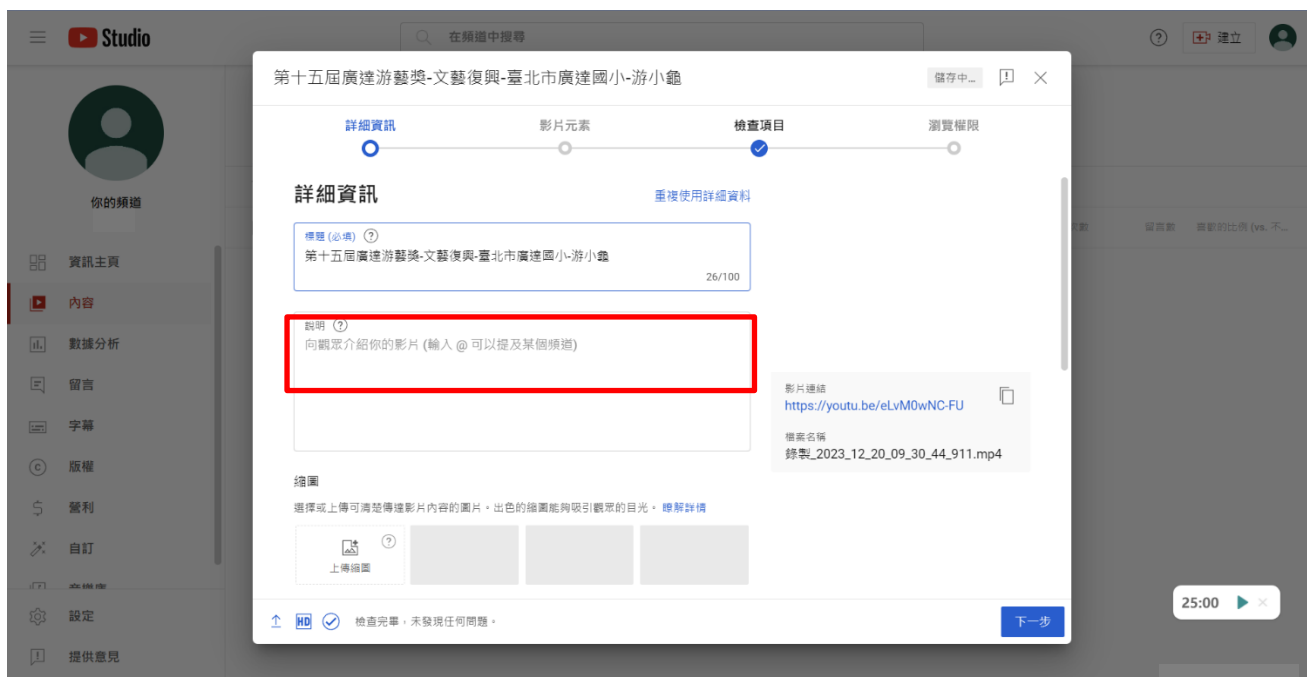 Studio
在頻道中搜尋
建立
第十五屆廣達游藝獎-文藝復興-臺北市廣達國小-游小龜
儲存中...
詳細資訊
影片元素
檢查項目
瀏覽權限
你的頻道
資訊主頁
內容
數據分析
留言
字幕
版權
營利
自訂
音樂庫
設定
提供意見
詳細資訊
重複使用詳細資料
標題 (必填)
第十五屆廣達游藝獎-文藝復興-臺北市廣達國小-游小龜
26/100
說明
向觀眾介紹你的影片 (輸入 @ 可以提及某個頻道)
影片連結
https://youtu.be/eLvM0wNC-FU
檔案名稱
錄製_2023_12_20_09_30_44_911.mp4
縮圖
選擇或上傳可清楚傳達影片內容的圖片。出色的縮圖能夠吸引觀眾的目光。瞭解詳情
上傳縮圖
HD
檢查完畢，未發現任何問題。
下一步
留言數
喜歡的比例 (vs. 不...
25:00